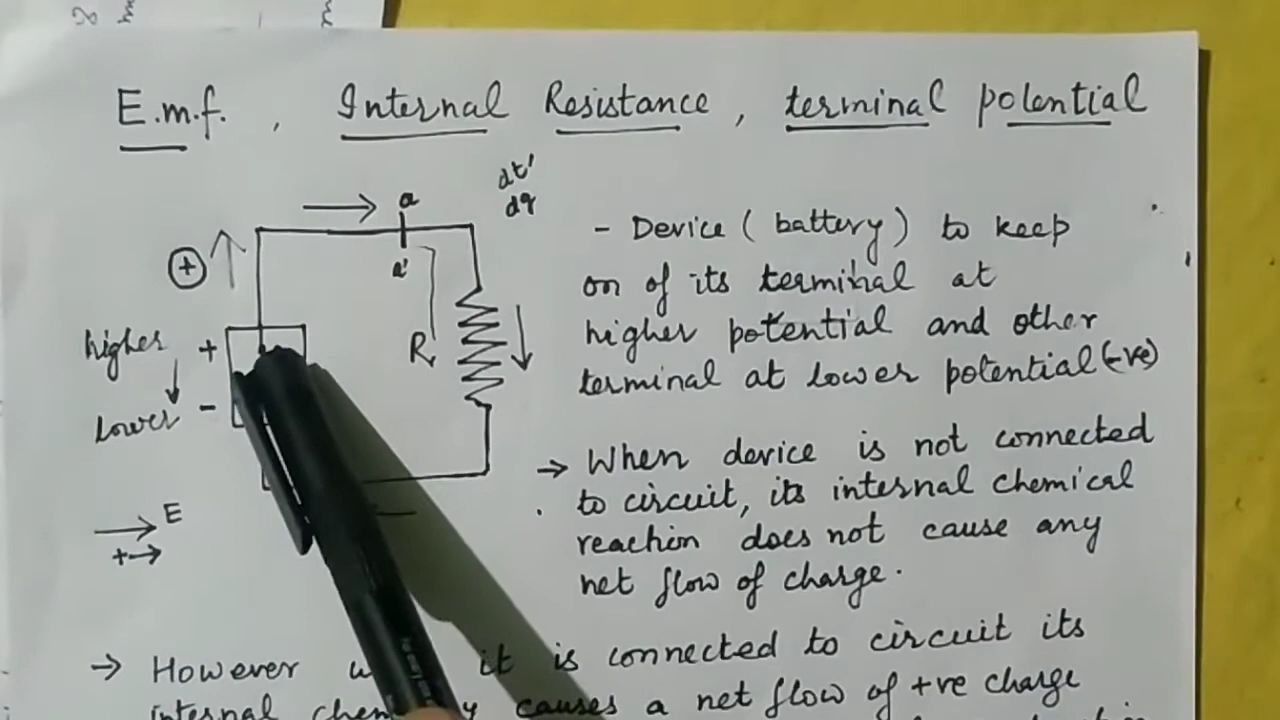 E.m.f. , Internal Resistance , terminal potential
dt'
dq
a
a'
R
+
higher +
Lower -
E
+→
- Device ( battery ) to keep
on of its terminal at
higher potential and other
terminal at lower potential (-ve)
→ When device is not connected
to circuit, its internal chemical
reaction does not cause any
net flow of charge.
→ However it is connected to circuit its
internal causes a net flow of +ve charge